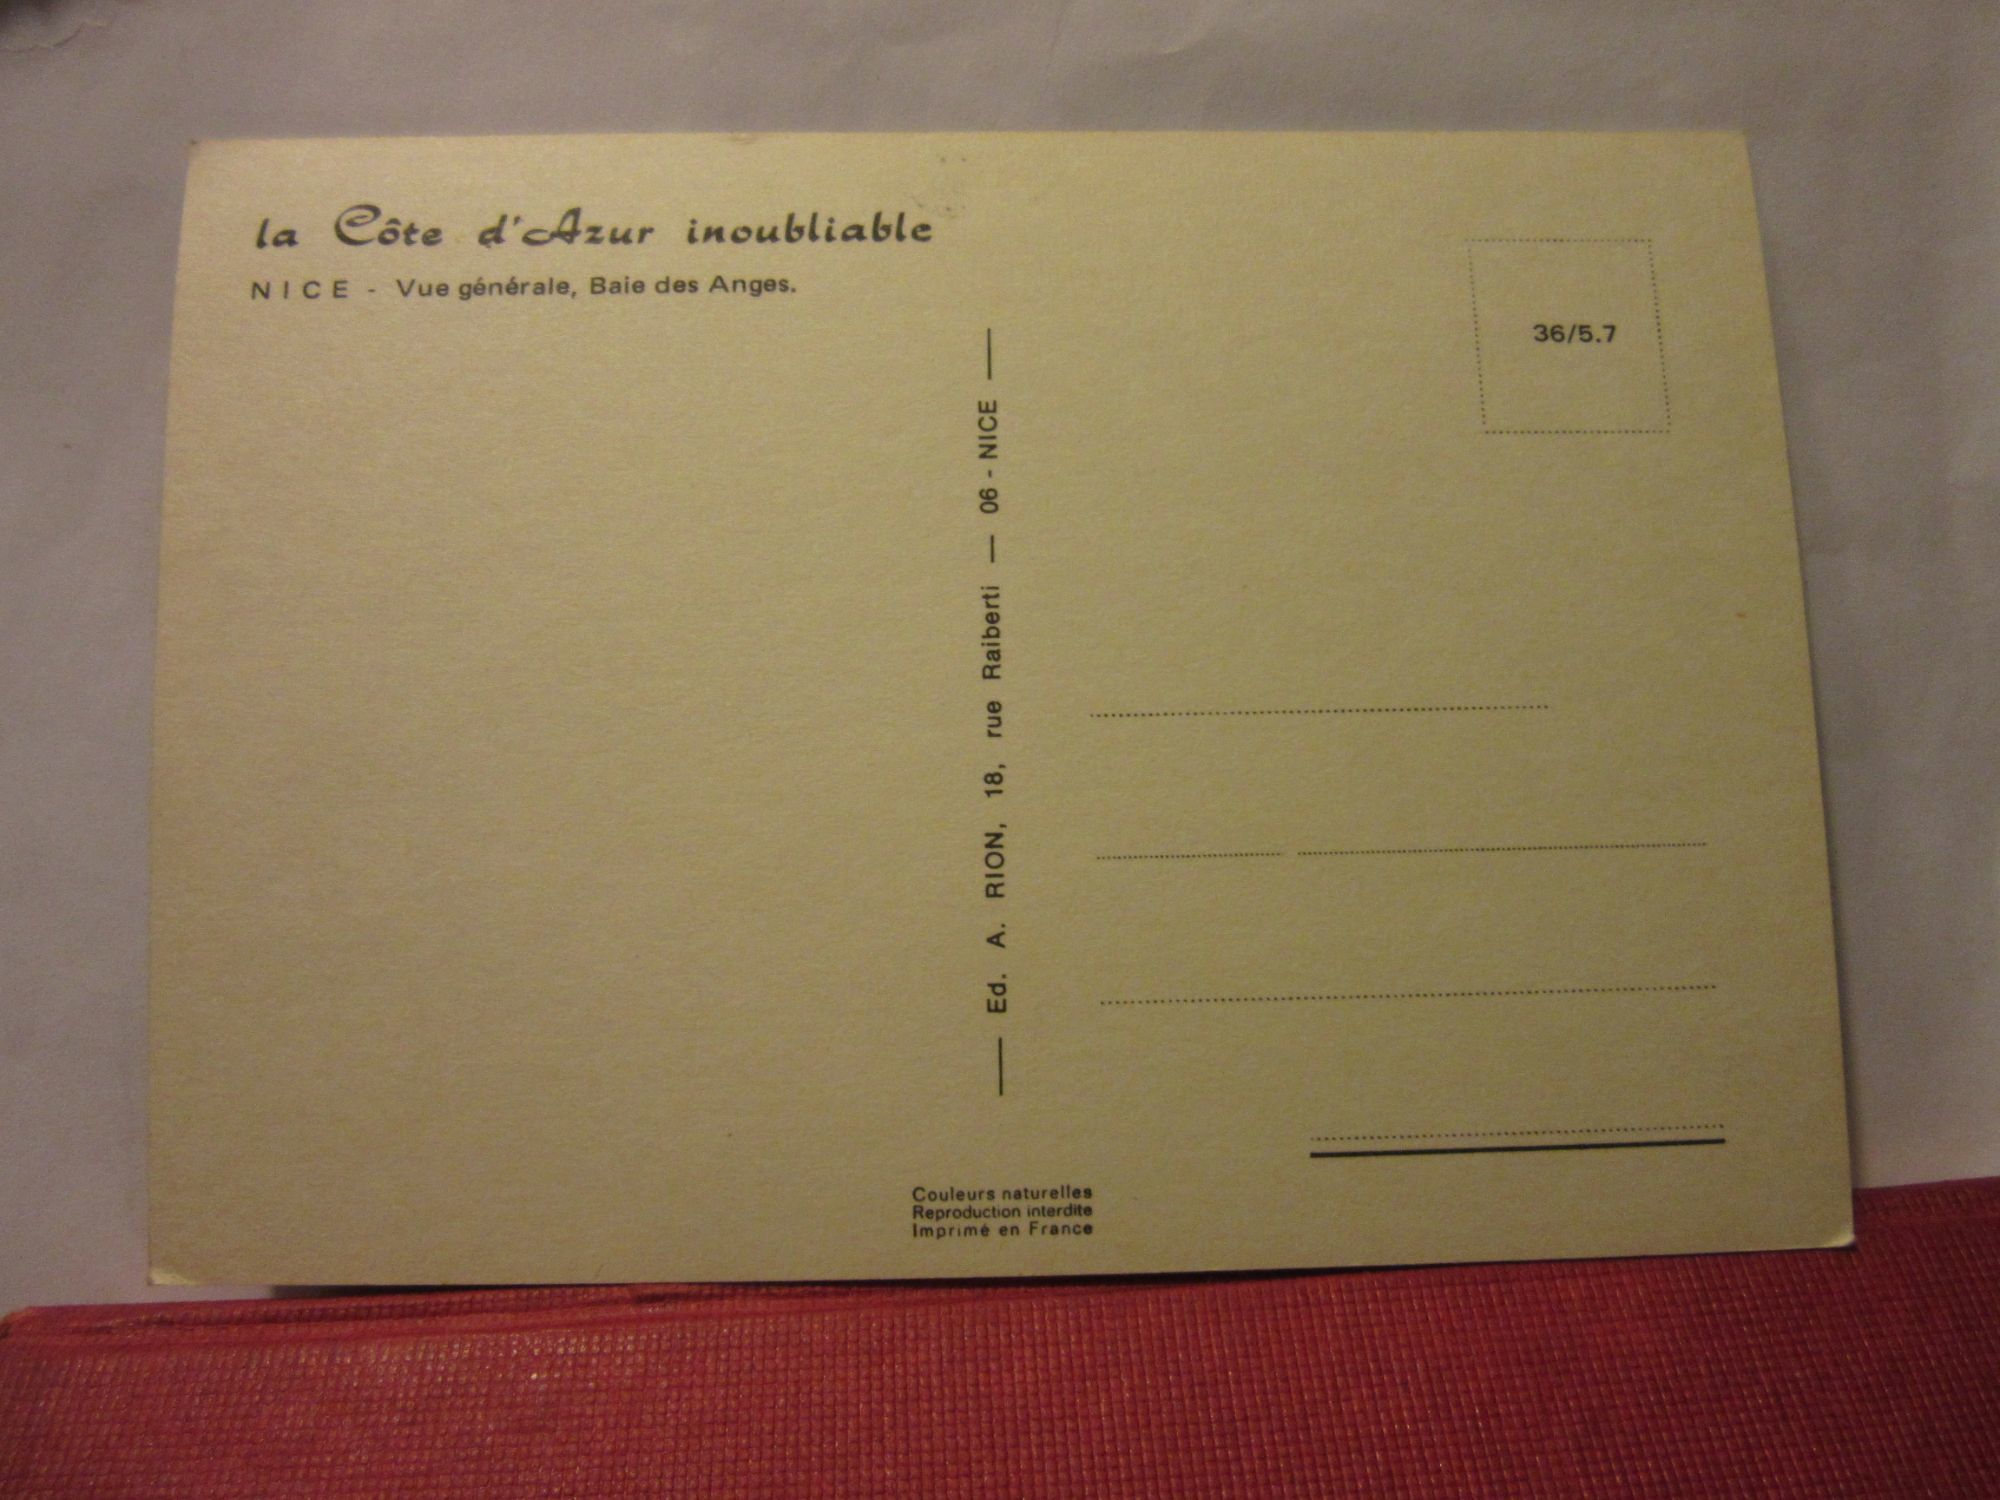 la Côte d'Azur inoubliable
NICE - Vue générale, Baie des Anges.
36/5.7
Ed. A. RION, 18, rue Raiberti — 06 - NICE
Couleurs naturelles
Reproduction interdite
Imprimé en France